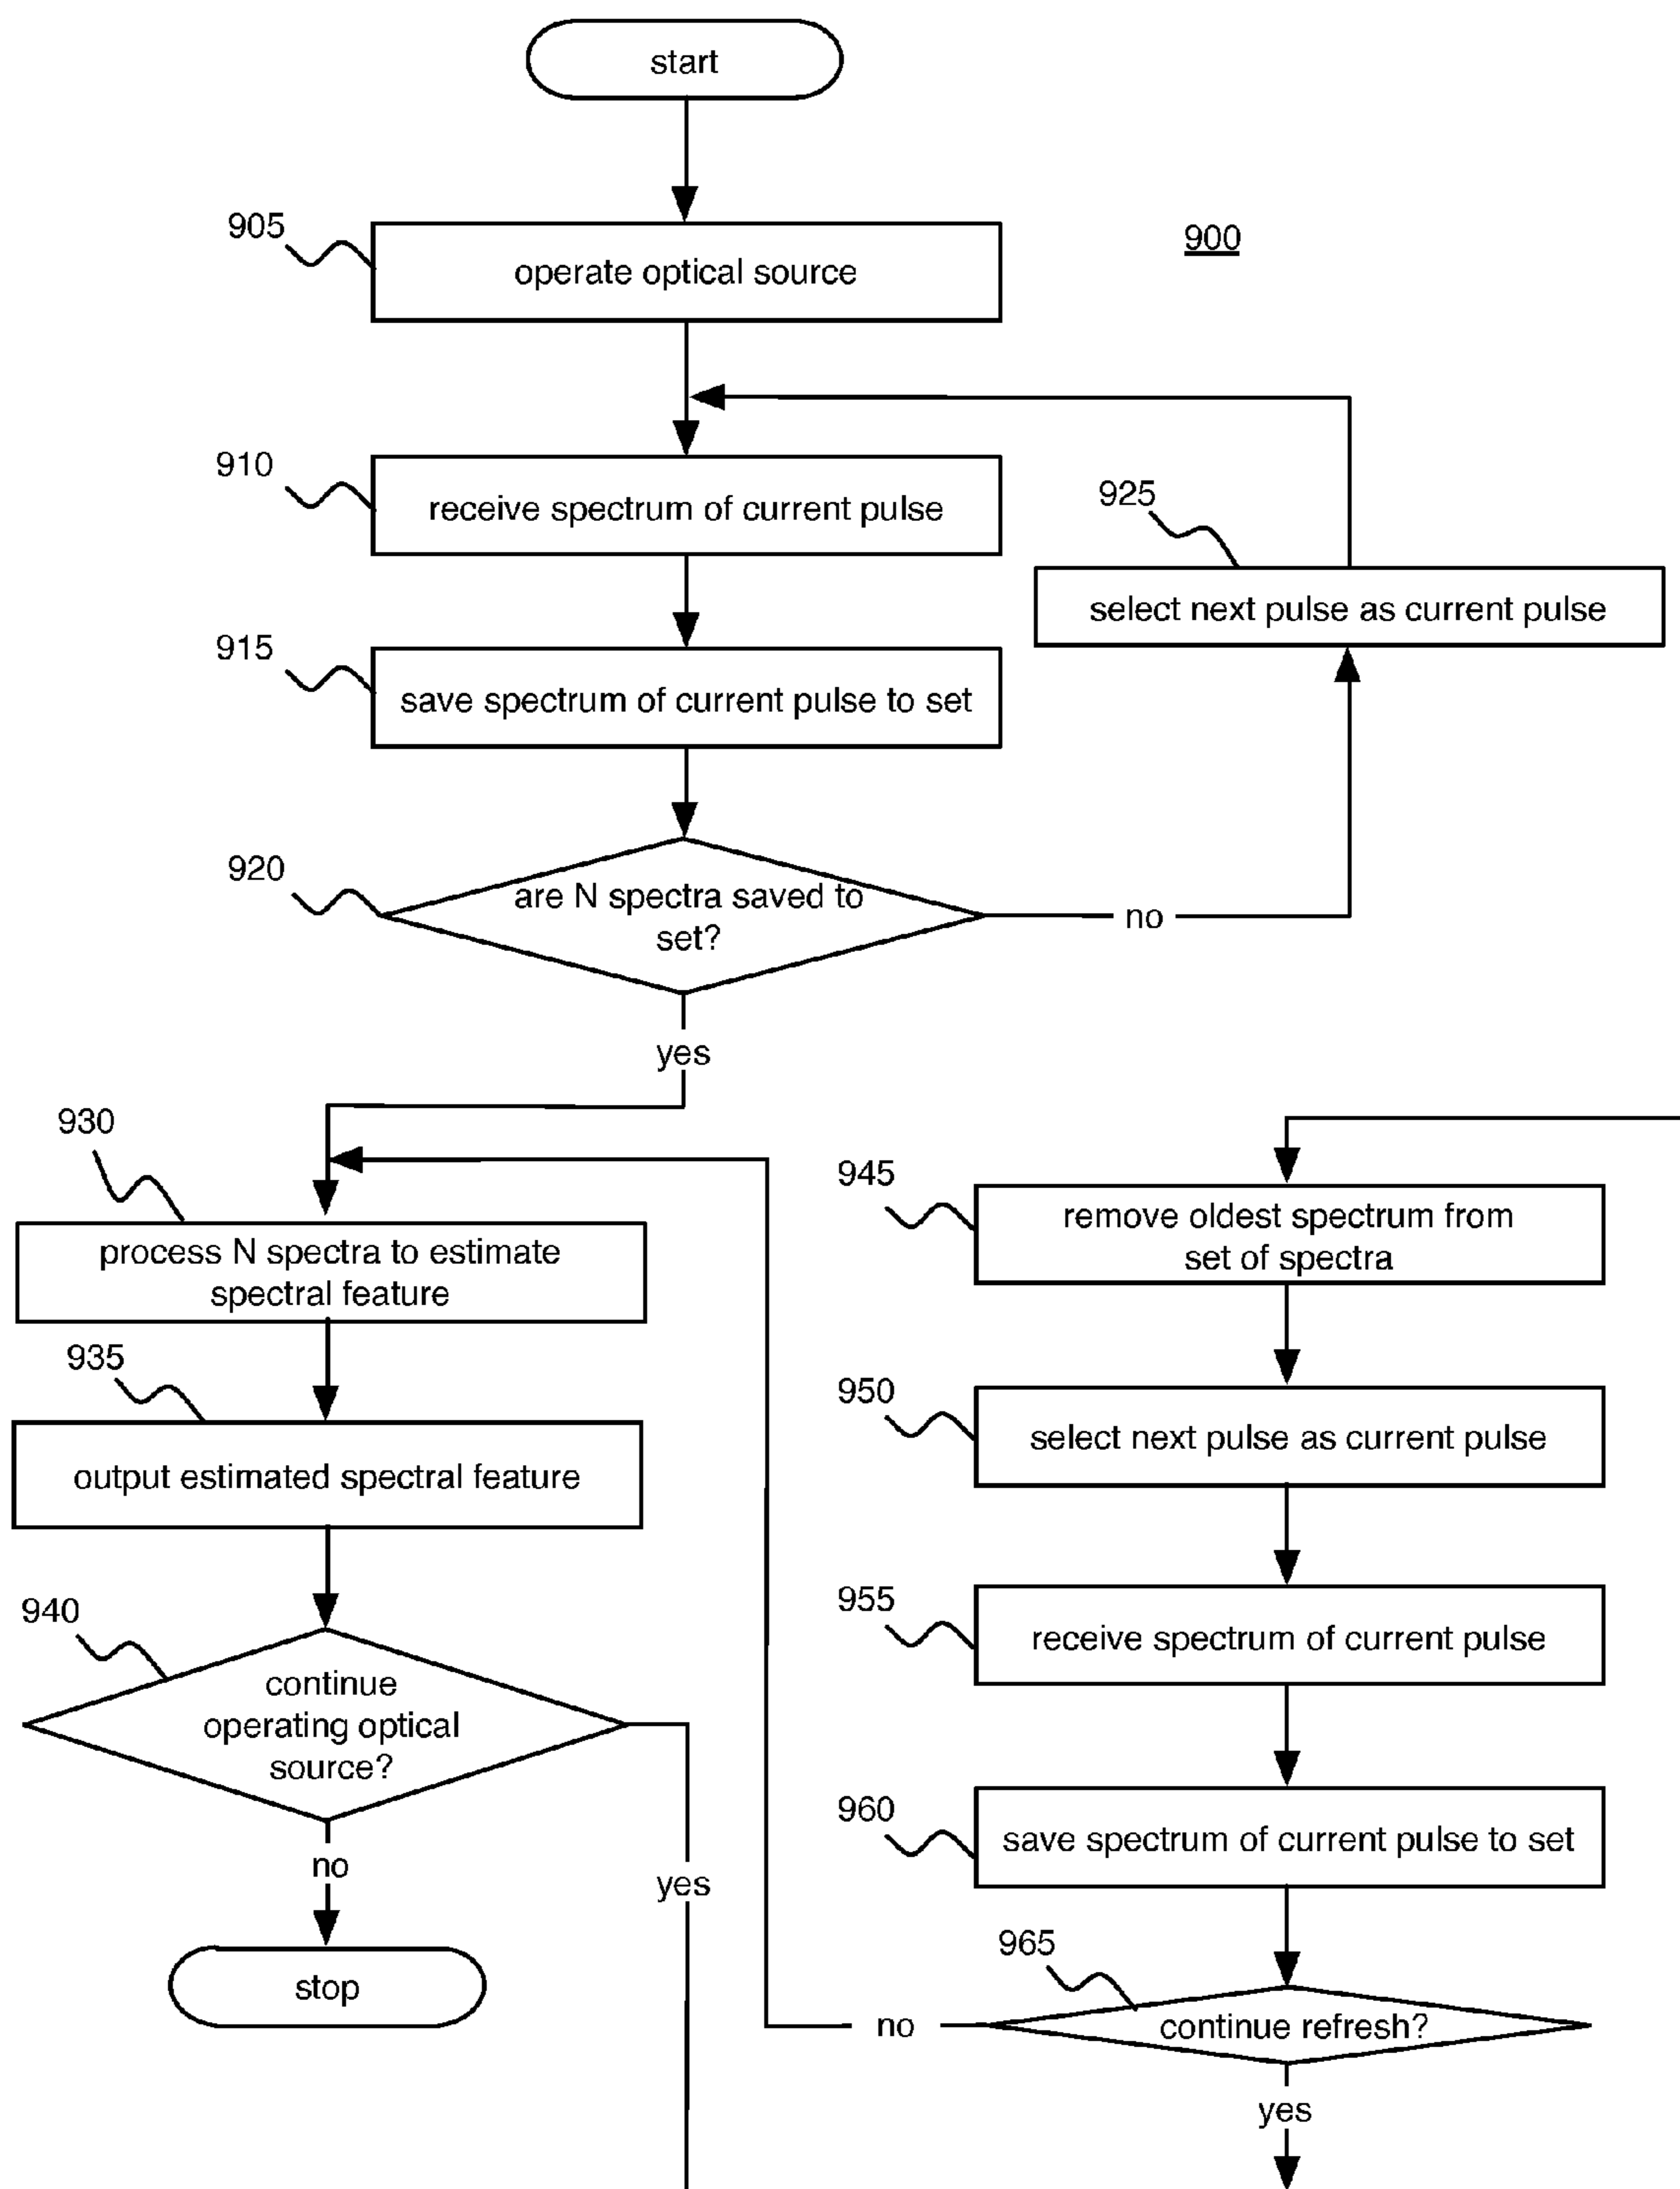 start
905
900
operate optical source
910
receive spectrum of current pulse
925
select next pulse as current pulse
915
save spectrum of current pulse to set
920
are N spectra saved to
set?
no
yes
930
process N spectra to estimate
spectral feature
935
output estimated spectral feature
940
continue
operating optical
source?
no
yes
stop
945
remove oldest spectrum from
set of spectra
950
select next pulse as current pulse
955
receive spectrum of current pulse
960
save spectrum of current pulse to set
965
continue refresh?
no
yes